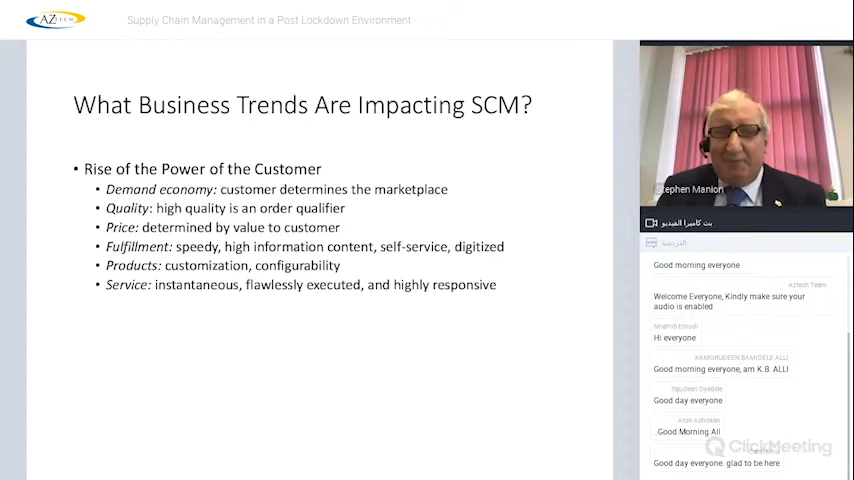 AZTECH
Supply Chain Management in a Post Lockdown Environment
What Business Trends Are Impacting SCM?
• Rise of the Power of the Customer
• Demand economy: customer determines the marketplace
• Quality: high quality is an order qualifier
• Price: determined by value to customer
• Fulfillment: speedy, high information content, self-service, digitized
• Products: customization, configurability
• Service: instantaneous, flawlessly executed, and highly responsive
Stephen Manion
بث كاميرا الفيديو
الدردشة
Good morning everyone
Aztech Team
Welcome Everyone, Kindly make sure your
audio is enabled
Nnamdi Emodi
Hi everyone
KAMORUDEEN BAMIDELE ALLI
Good morning everyone, am K.B. ALLI
Tajudeen Oyedele
Good day everyone
Arun Ashokan
..Good Morning All
ClickMeeting
Good day everyone. glad to be here